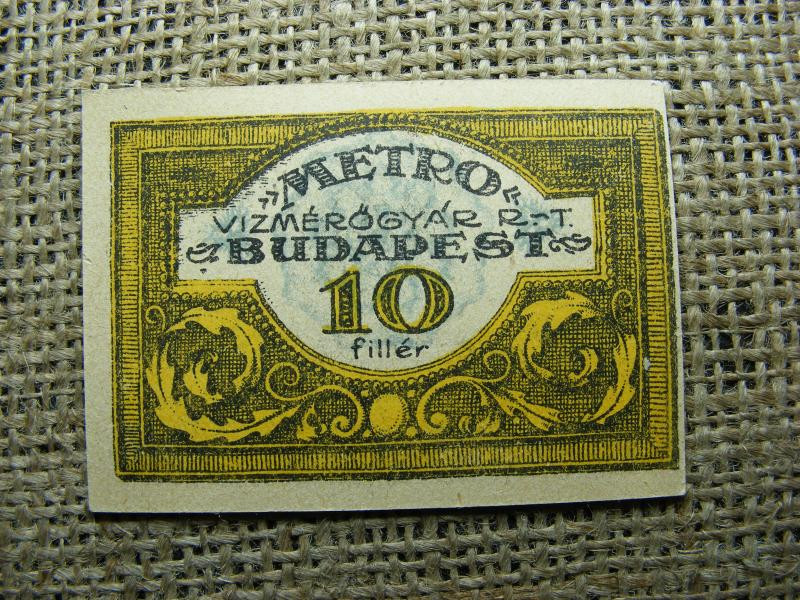 METRO
VIZMÉRŐGYÁR R-T.
BUDAPEST
10
fillér